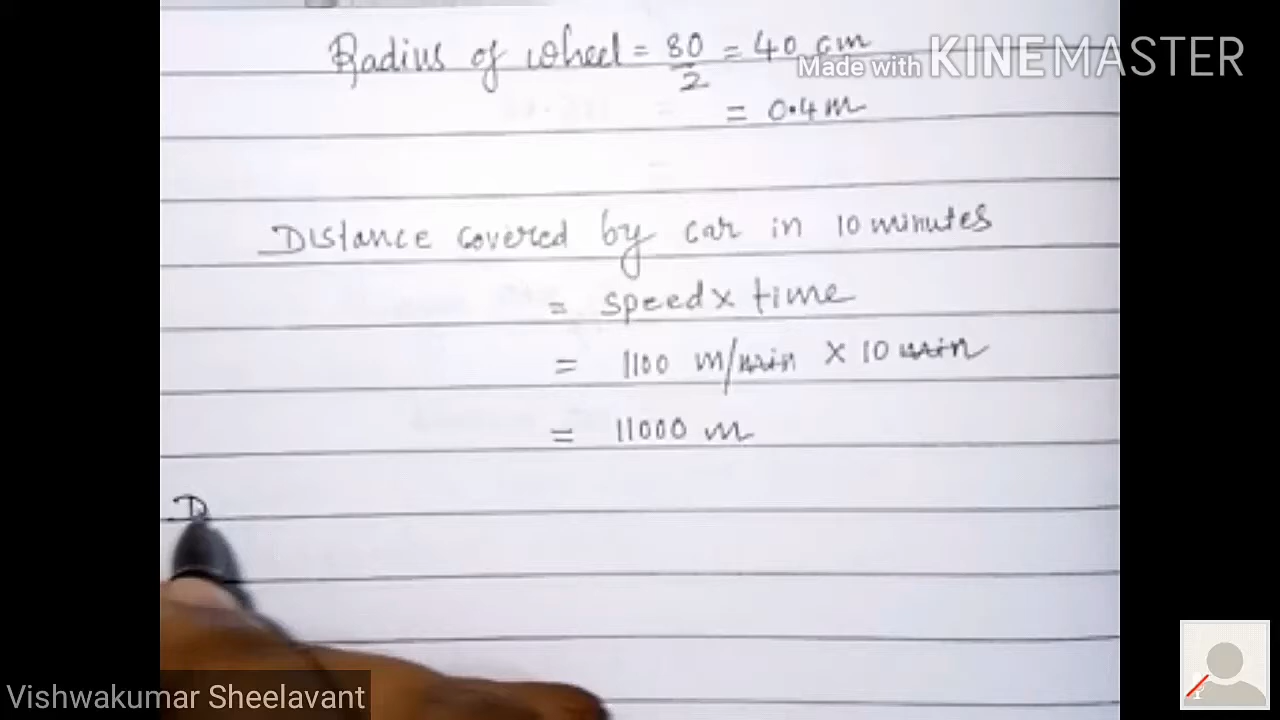 Radius of wheel = 80/2 = 40 cm
Made with KINEMASTER
= 0.4 m
Distance covered by car in 10 minutes
= speed x time
= 1100 m/min x 10 min
= 11000 m
D
Vishwakumar Sheelavant